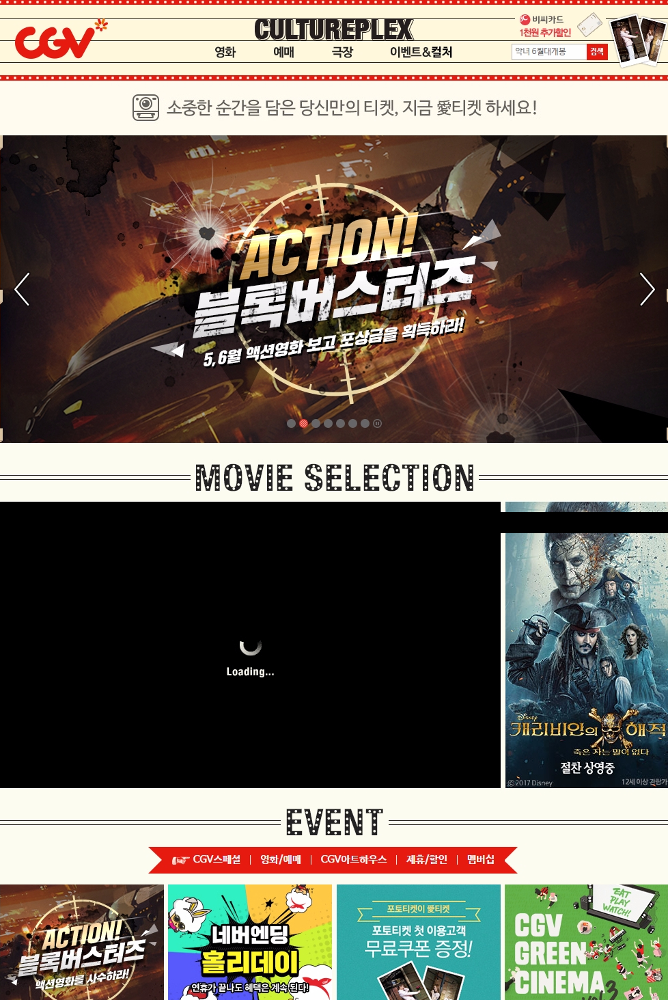 CGV
CULTUREPLEX
비씨카드
1천원 추가할인
영화 예매 극장 이벤트&컬처
악녀 6월대개봉 검색
소중한 순간을 담은 당신만의 티켓, 지금 愛티켓 하세요!
ACTION!
블록버스터즈
5, 6월 액션영화 보고 포상금을 획득하라!
MOVIE SELECTION
Loading...
Disney
캐리비안의 해적
죽은 자는 말이 없다
절찬 상영중
©2017 Disney 12세 이상 관람가
EVENT
CGV스페셜 | 영화/예매 | CGV아트하우스 | 제휴/할인 | 멤버십
ACTION!
블록버스터즈
액션영화를 사수하라!
네버엔딩
홀리데이
연휴가 끝나도 혜택은 계속 된다!
포토티켓이 愛티켓
포토티켓 첫 이용고객
무료쿠폰 증정!
EAT
PLAY
WATCH!
CGV
GREEN
CINEMA
vol.3